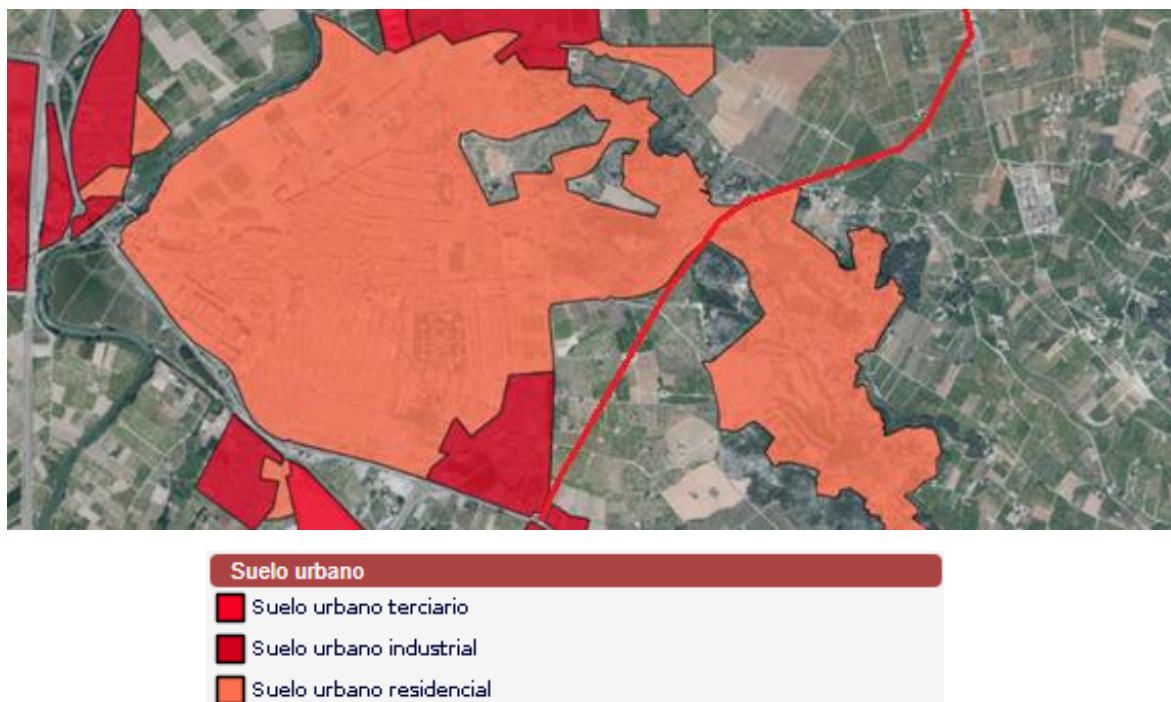 Suelo urbano
Suelo urbano terciario
Suelo urbano industrial
Suelo urbano residencial